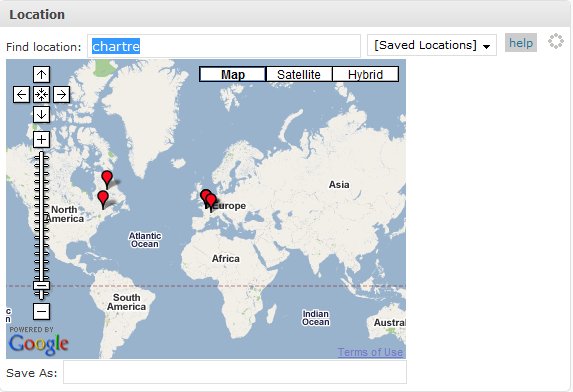 Location
Find location: chartre [Saved Locations] help
Map Satellite Hybrid
Asia
North
America
Europe
Atlantic
Ocean
Africa
South
America
Indian
Ocean
Austral
n
POWERED BY
Google
Terms of Use
Save As: